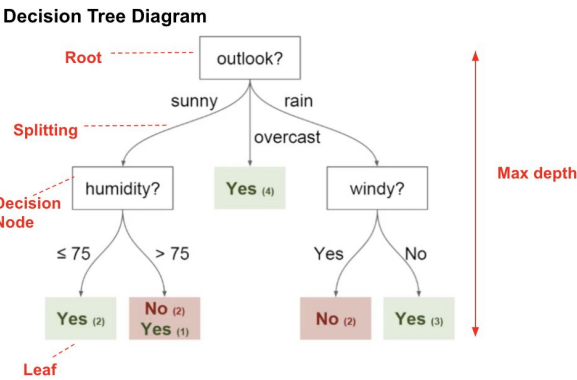 Decision Tree Diagram
Root
outlook?
sunny
rain
Splitting
overcast
Max depth
Decision
Node
humidity?
Yes (4)
windy?
≤ 75
> 75
Yes
No
Yes (2)
No (2)
Yes (1)
No (2)
Yes (3)
Leaf